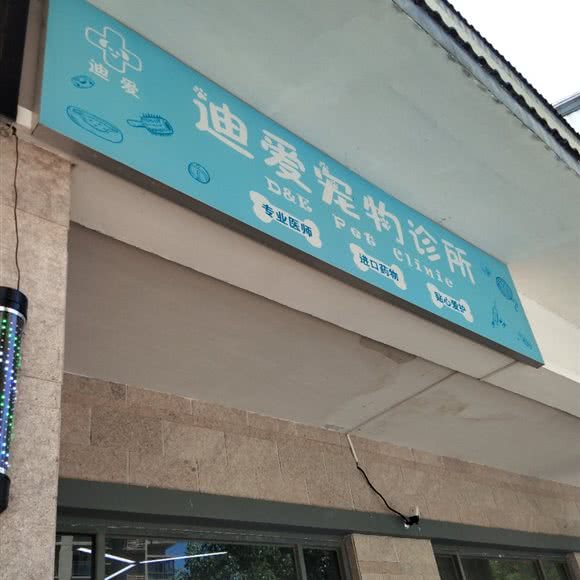 迪爱
迪爱宠物诊所
D&E Pet Clinic
专业医师
进口药物
贴心爱护